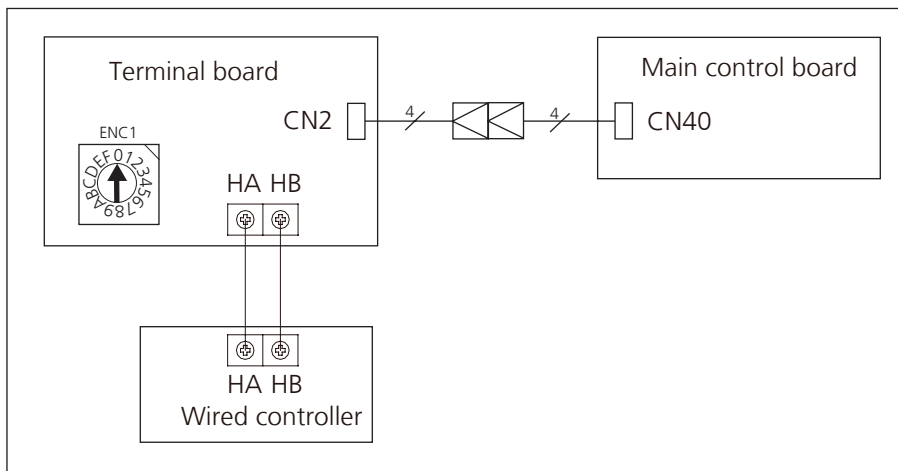 Terminal board
Main control board
CN2
4
4
CN40
ENC1
0123456789ABCDEF
HA HB
HA HB
Wired controller